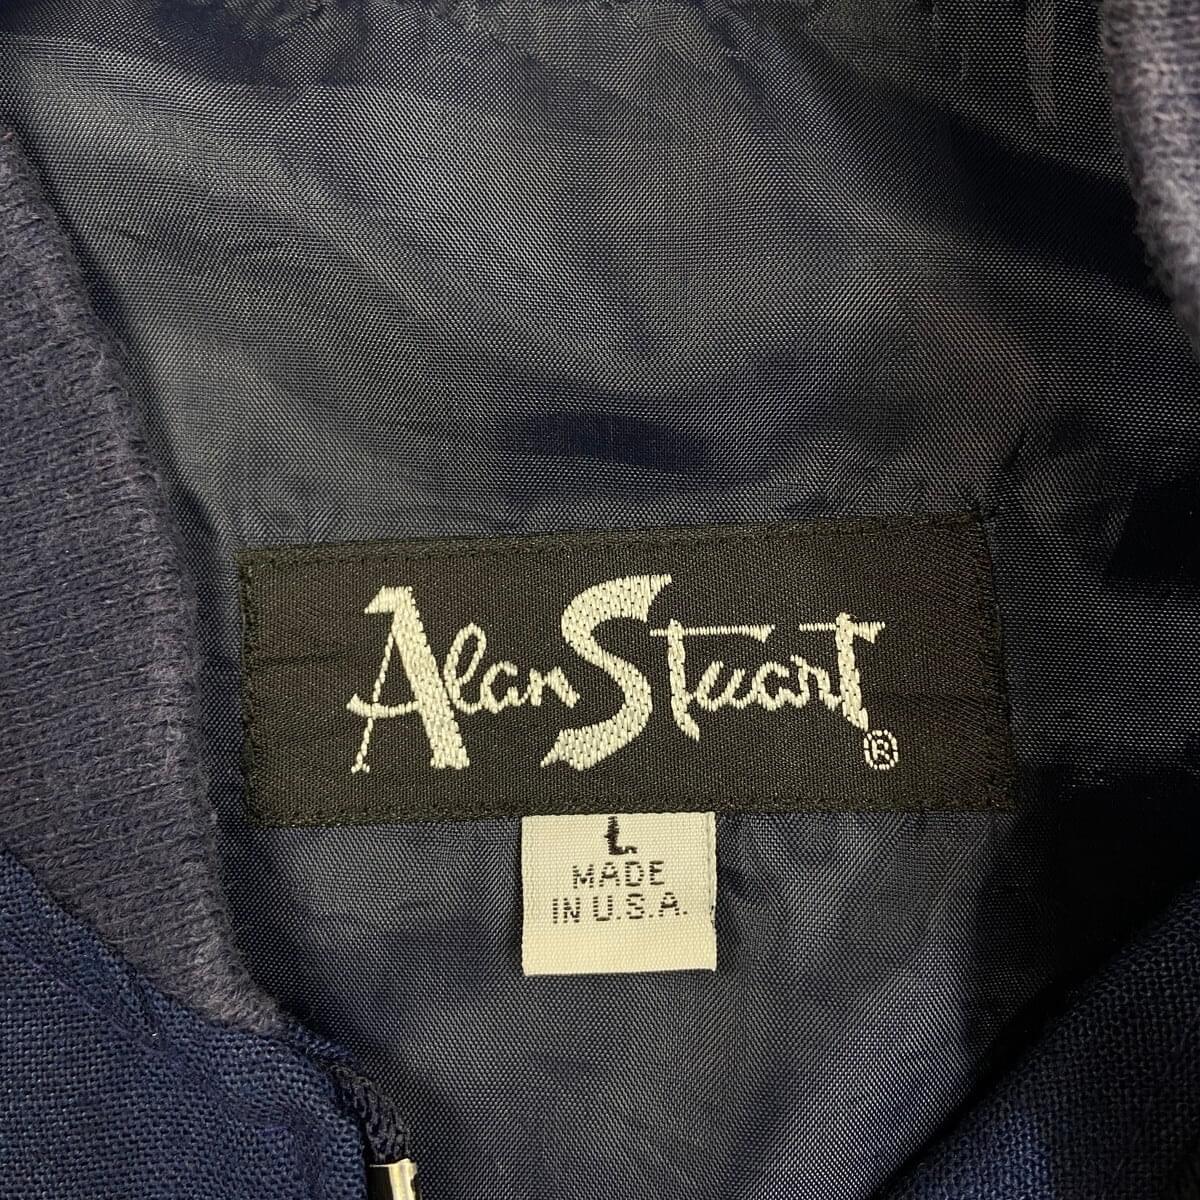 Alan Stuart ®
L
MADE
IN U.S.A.